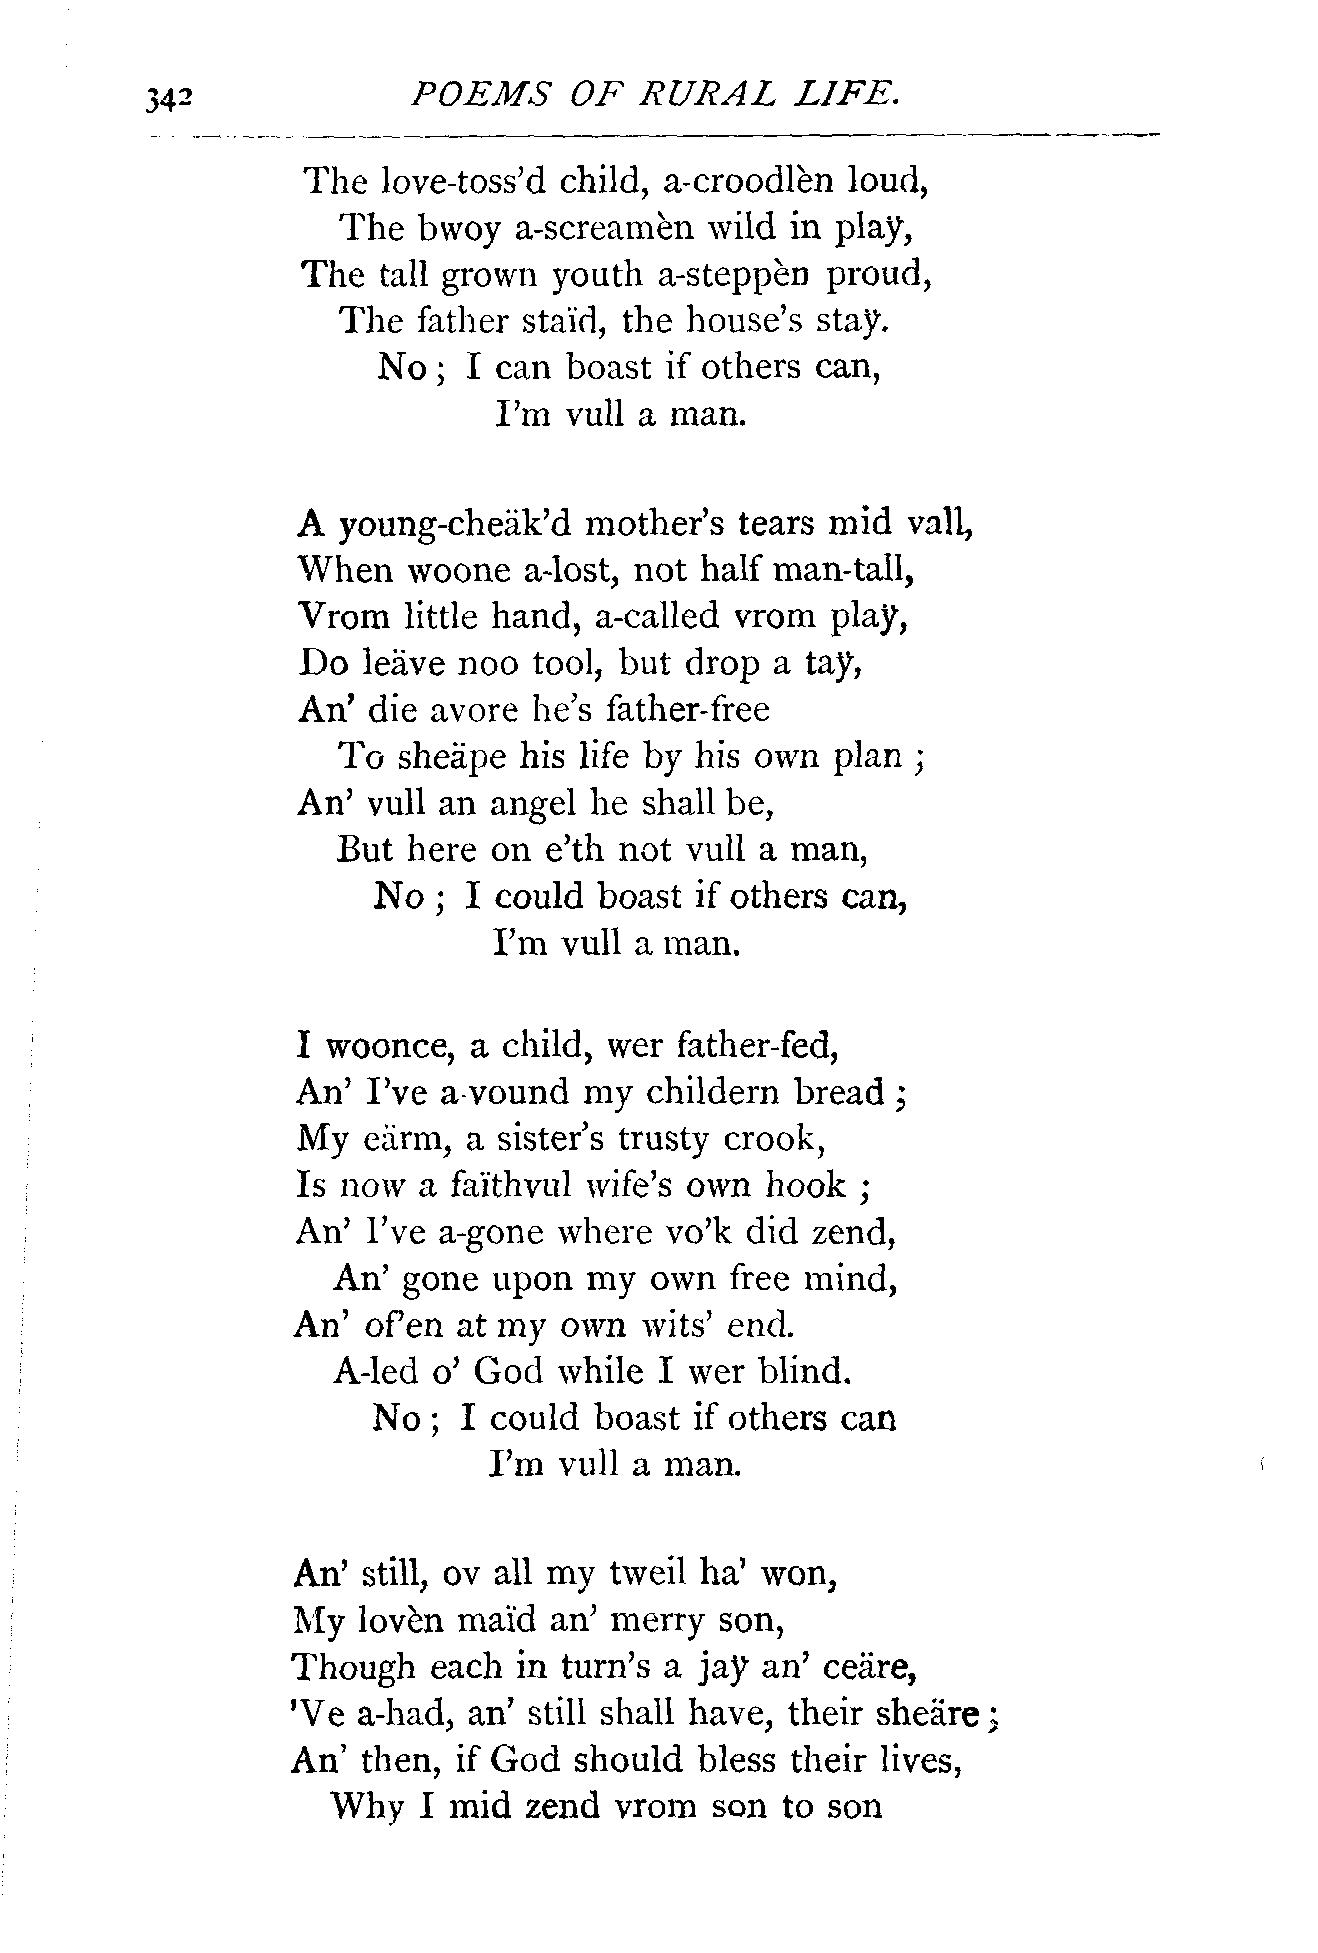 342 POEMS OF RURAL LIFE.
The love-toss'd child, a-croodlèn loud,
The bwoy a-screamèn wild in plaÿ,
The tall grown youth a-steppèn proud,
The father staïd, the house's staÿ.
No ; I can boast if others can,
I'm vull a man.
A young-cheäk'd mother's tears mid vall,
When woone a-lost, not half man-tall,
Vrom little hand, a-called vrom plaÿ,
Do leäve noo tool, but drop a taÿ,
An' die avore he's father-free
To sheäpe his life by his own plan ;
An' vull an angel he shall be,
But here on e'th not vull a man,
No ; I could boast if others can,
I'm vull a man.
I woonce, a child, wer father-fed,
An' I've a-vound my childern bread ;
My eärm, a sister's trusty crook,
Is now a faïthvul wife's own hook ;
An' I've a-gone where vo'k did zend,
An' gone upon my own free mind,
An' of'en at my own wits' end.
A-led o' God while I wer blind.
No ; I could boast if others can
I'm vull a man.
An' still, ov all my tweil ha' won,
My lovèn maïd an' merry son,
Though each in turn's a jaÿ an' ceäre,
'Ve a-had, an' still shall have, their sheäre ;
An' then, if God should bless their lives,
Why I mid zend vrom son to son